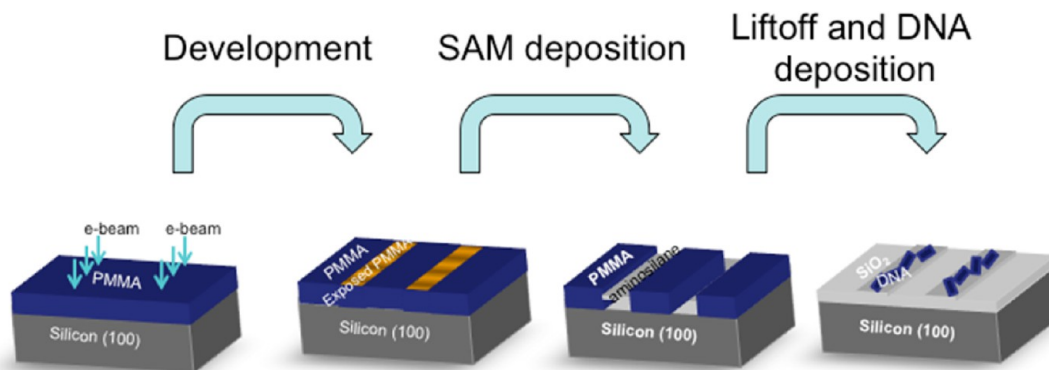 Development
SAM deposition
Liftoff and DNA
deposition
e-beam
e-beam
PMMA
Silicon (100)
PMMA
Exposed PMMA
Silicon (100)
PMMA
aminosilane
Silicon (100)
SiO₂
DNA
Silicon (100)